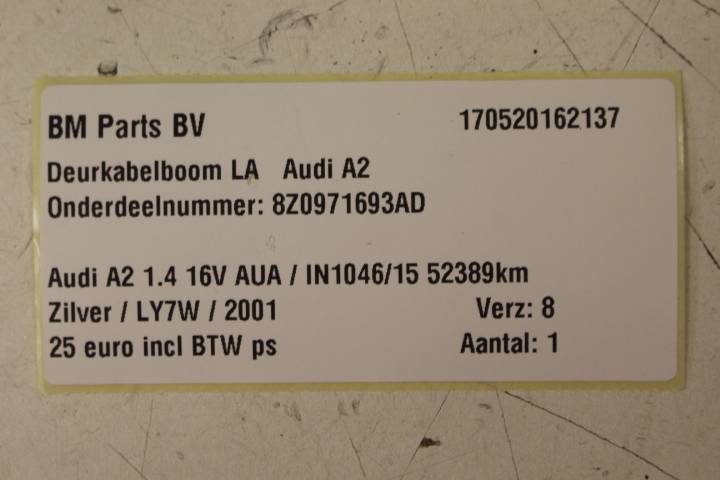 BM Parts BV 170520162137
Deurkabelboom LA Audi A2
Onderdeelnummer: 8Z0971693AD
Audi A2 1.4 16V AUA / IN1046/15 52389km
Zilver / LY7W / 2001 Verz: 8
25 euro incl BTW ps Aantal: 1